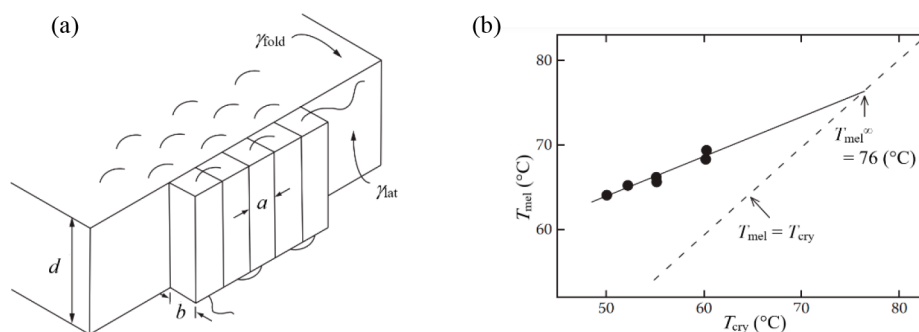 (a)
γfold
a
γlat
d
b
(b)
80
70
60
Tmel (°C)
Tmel∞
= 76 (°C)
Tmel = Tcry
50
60
70
80
Tcry (°C)